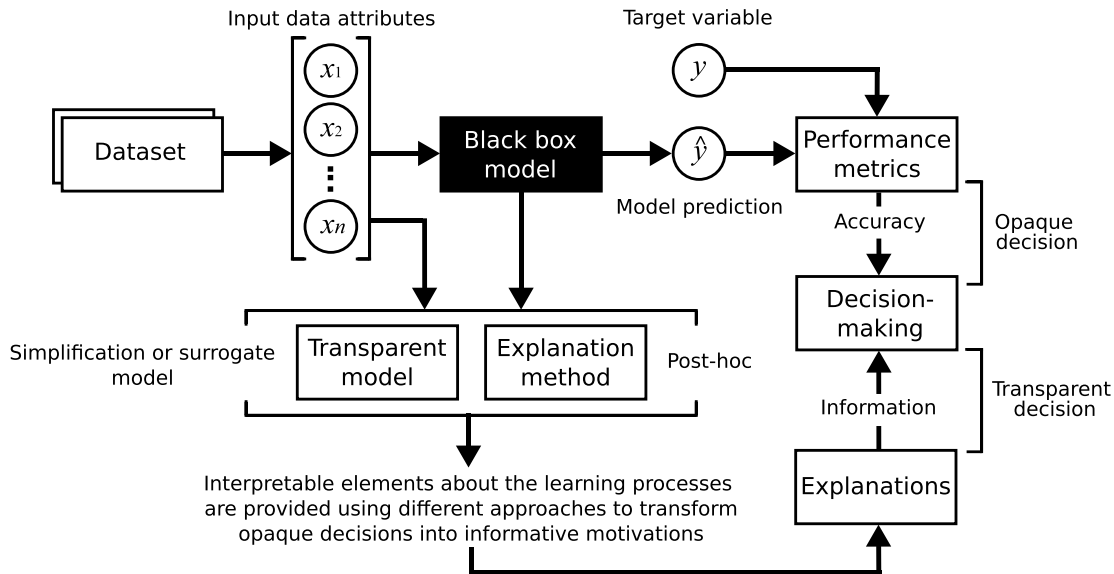 Input data attributes
Target variable
x1
y
x2
Dataset
Black box
model
ŷ
Performance
metrics
Model prediction
xn
Accuracy
Opaque
decision
Decision-
making
Simplification or surrogate
model
Transparent
model
Explanation
method
Post-hoc
Transparent
decision
Information
Interpretable elements about the learning processes
are provided using different approaches to transform
opaque decisions into informative motivations
Explanations